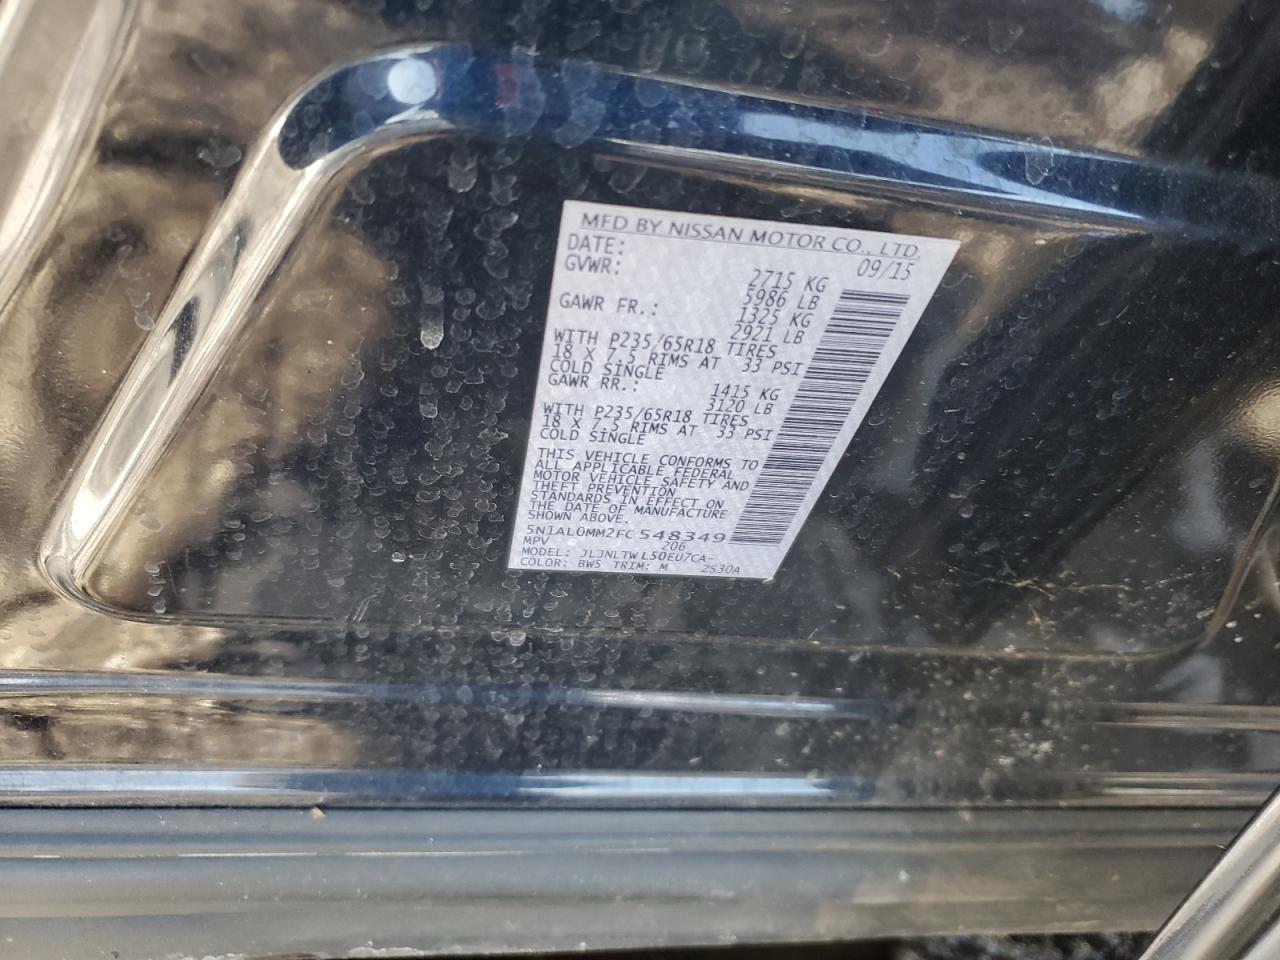 MFD BY NISSAN MOTOR CO., LTD.
DATE: 09/15
GVWR: 2715 KG
5986 LB
GAWR FR.: 1325 KG
2921 LB
WITH P235/65R18 TIRES
18 X 7.5 RIMS AT 33 PSI
COLD SINGLE
GAWR RR.: 1415 KG
3120 LB
WITH P235/65R18 TIRES
18 X 7.5 RIMS AT 33 PSI
COLD SINGLE
THIS VEHICLE CONFORMS TO
ALL APPLICABLE FEDERAL
MOTOR VEHICLE SAFETY AND
THEFT PREVENTION
STANDARDS IN EFFECT ON
THE DATE OF MANUFACTURE
SHOWN ABOVE.
5N1AL0MM2FC548349
MPV 206
MODEL: JLJNLTWL50EU7CA-
COLOR: BW5 TRIM: M 2S30A